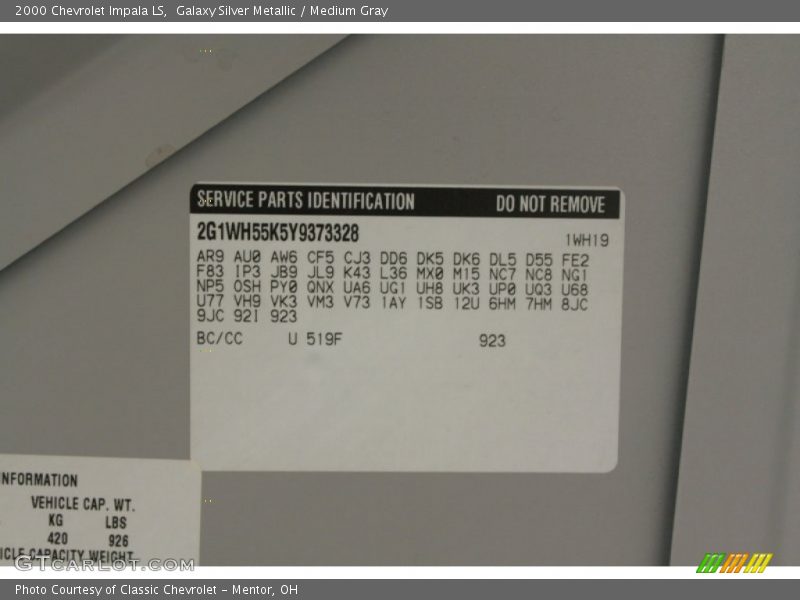 2000 Chevrolet Impala LS,  Galaxy Silver Metallic / Medium Gray
SERVICE PARTS IDENTIFICATION DO NOT REMOVE
2G1WH55K5Y9373328 1WH19
AR9 AU0 AW6 CF5 CJ3 DD6 DK5 DK6 DL5 D55 FE2
F83 IP3 JB9 JL9 K43 L36 MX0 M15 NC7 NC8 NG1
NP5 OSH PY0 QNX UA6 UG1 UH8 UK3 UP0 UQ3 U68
U77 VH9 VK3 VM3 V73 1AY 1SB 12U 6HM 7HM 8JC
9JC 92I 923
BC/CC U 519F 923
NFORMATION
VEHICLE CAP. WT.
KG LBS
420 926
ICLE CAPACITY WEIGHT
GTCARLOT.COM
Photo Courtesy of Classic Chevrolet - Mentor, OH